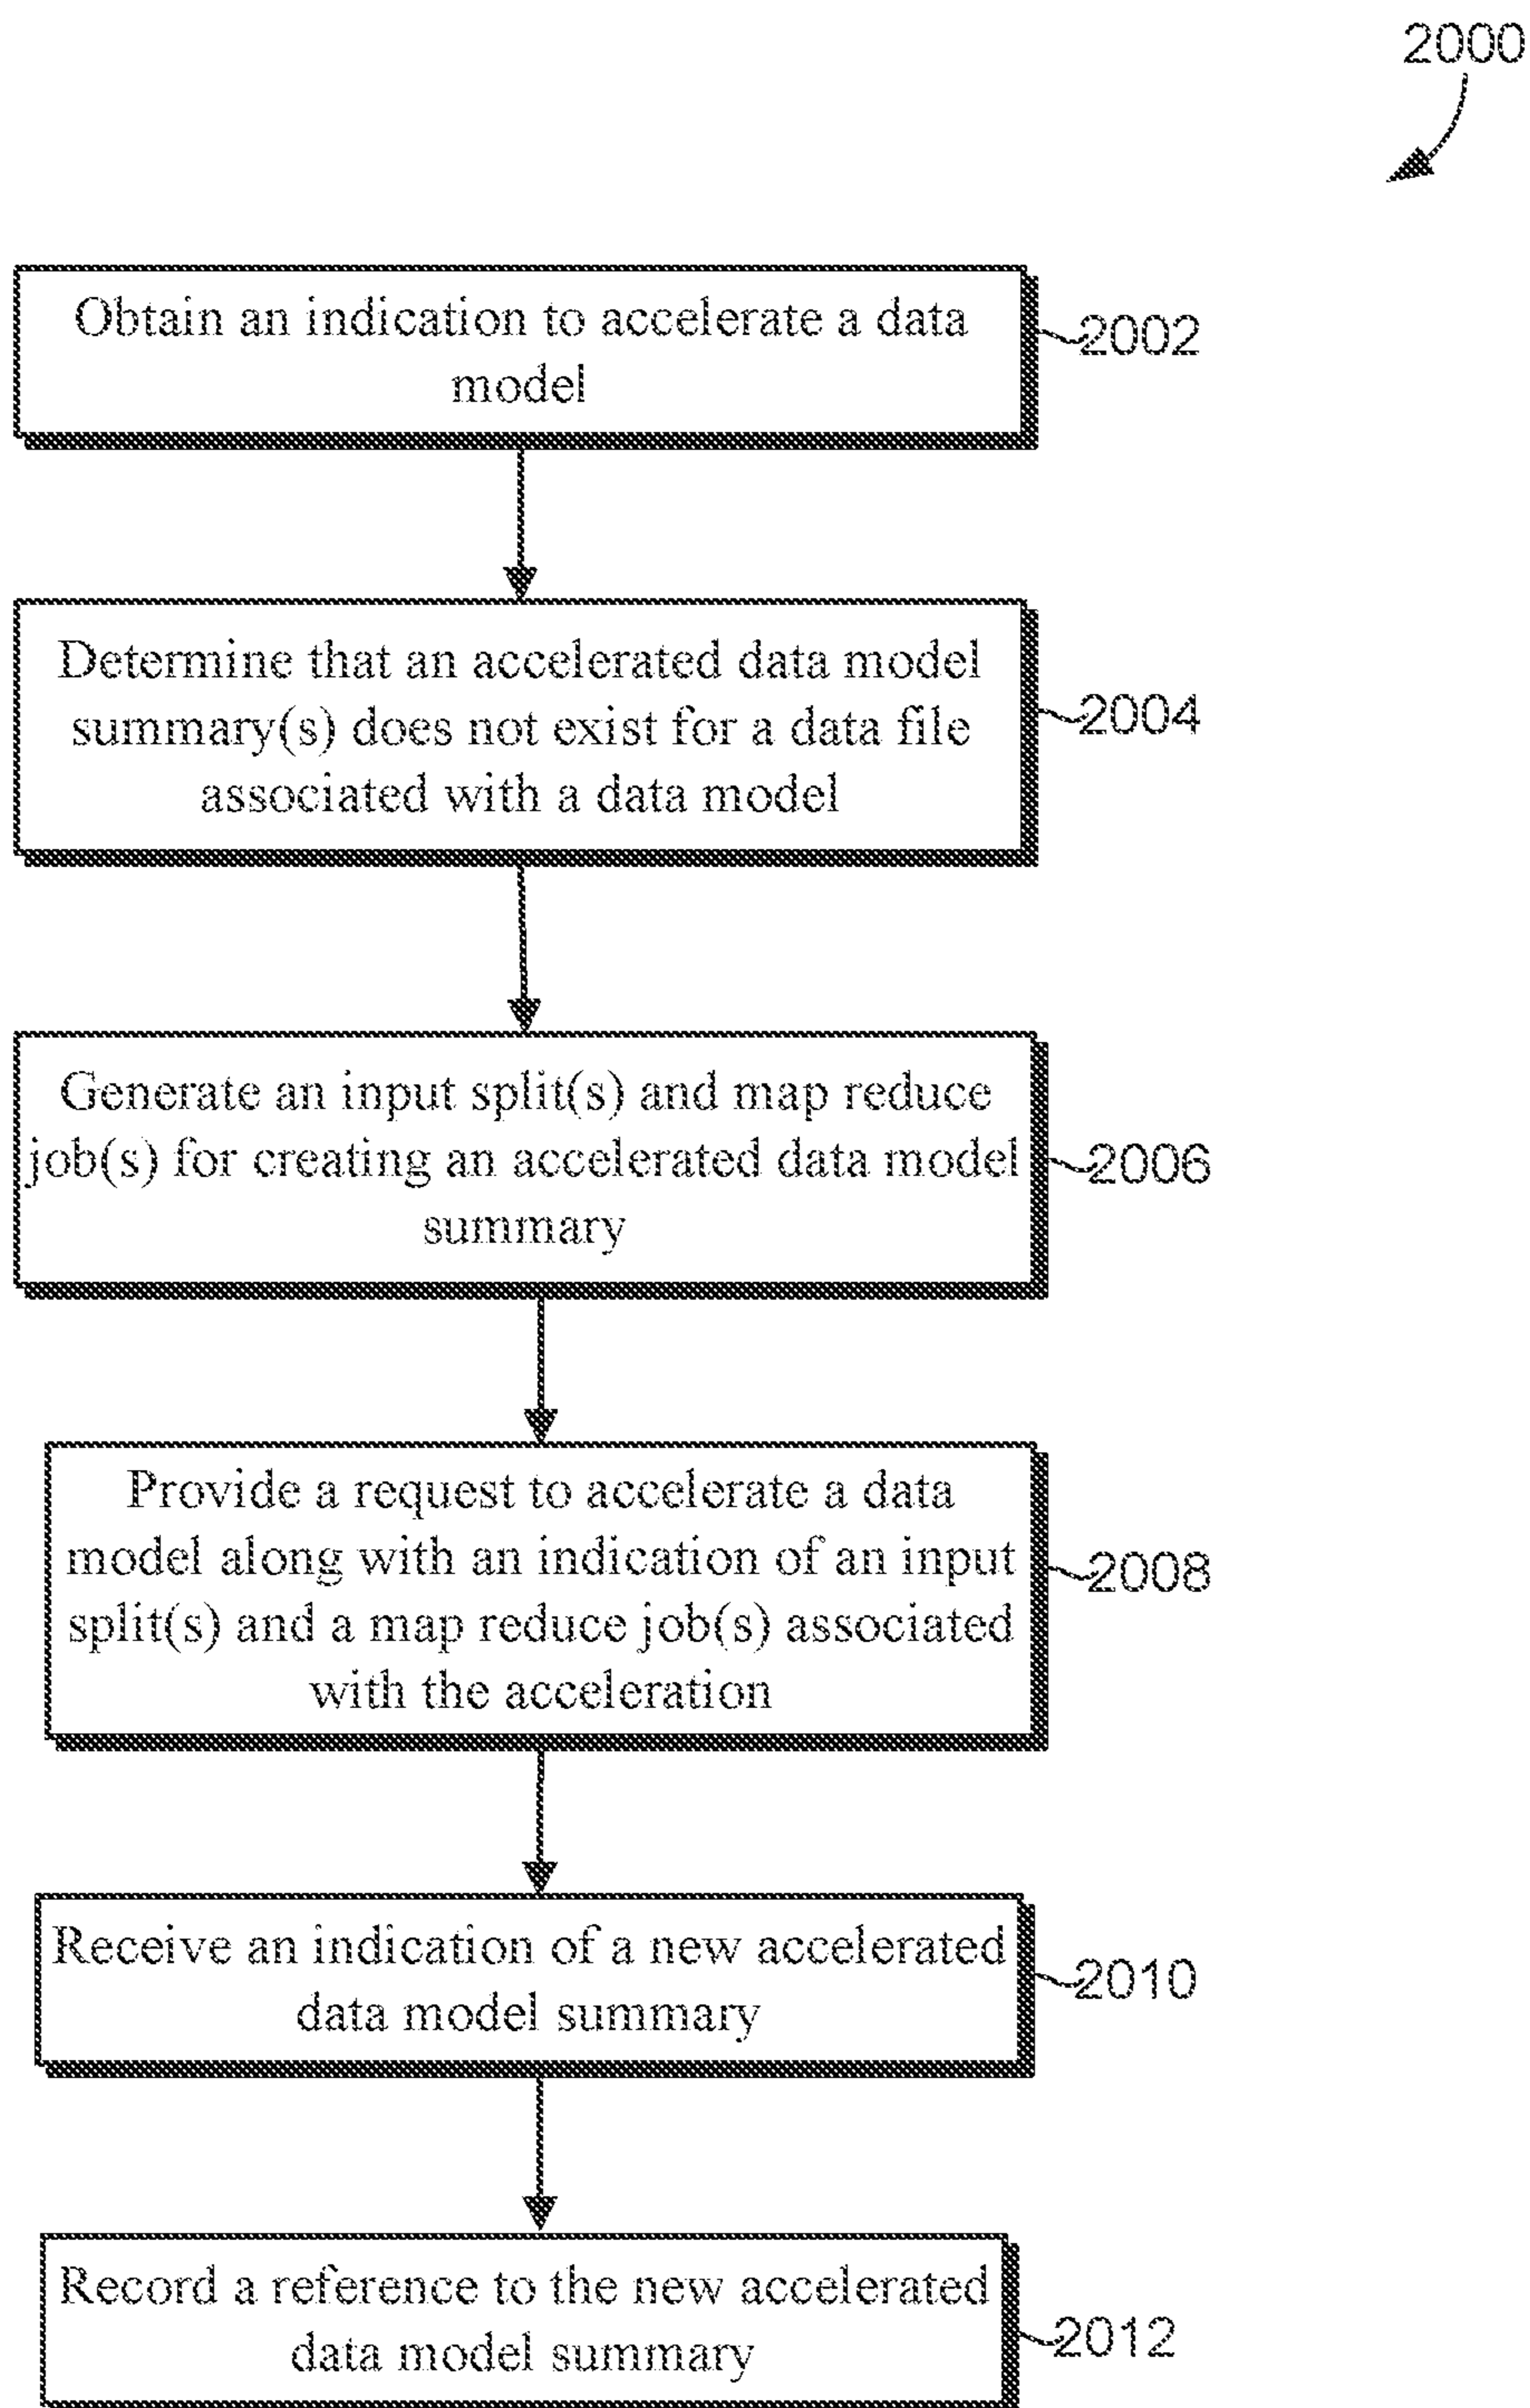 2000
Obtain an indication to accelerate a data
model
2002
Determine that an accelerated data model
summary(s) does not exist for a data file
associated with a data model
2004
Generate an input split(s) and map reduce
job(s) for creating an accelerated data model
summary
2006
Provide a request to accelerate a data
model along with an indication of an input
split(s) and a map reduce job(s) associated
with the acceleration
2008
Receive an indication of a new accelerated
data model summary
2010
Record a reference to the new accelerated
data model summary
2012